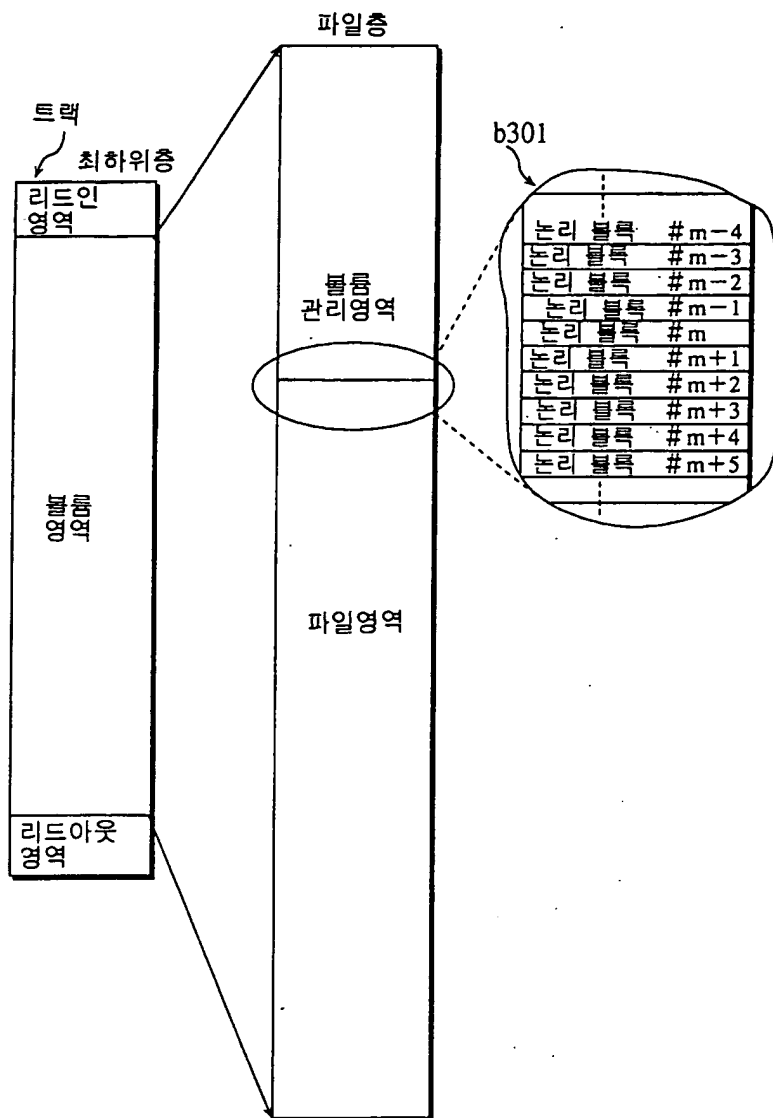 파일층
트랙
최하위층
리드인
영역
볼륨
영역
리드아웃
영역
볼륨
관리영역
파일영역
b301
논리 블록 #m-4
논리 블록 #m-3
논리 블록 #m-2
논리 블록 #m-1
논리 블록 #m
논리 블록 #m+1
논리 블록 #m+2
논리 블록 #m+3
논리 블록 #m+4
논리 블록 #m+5